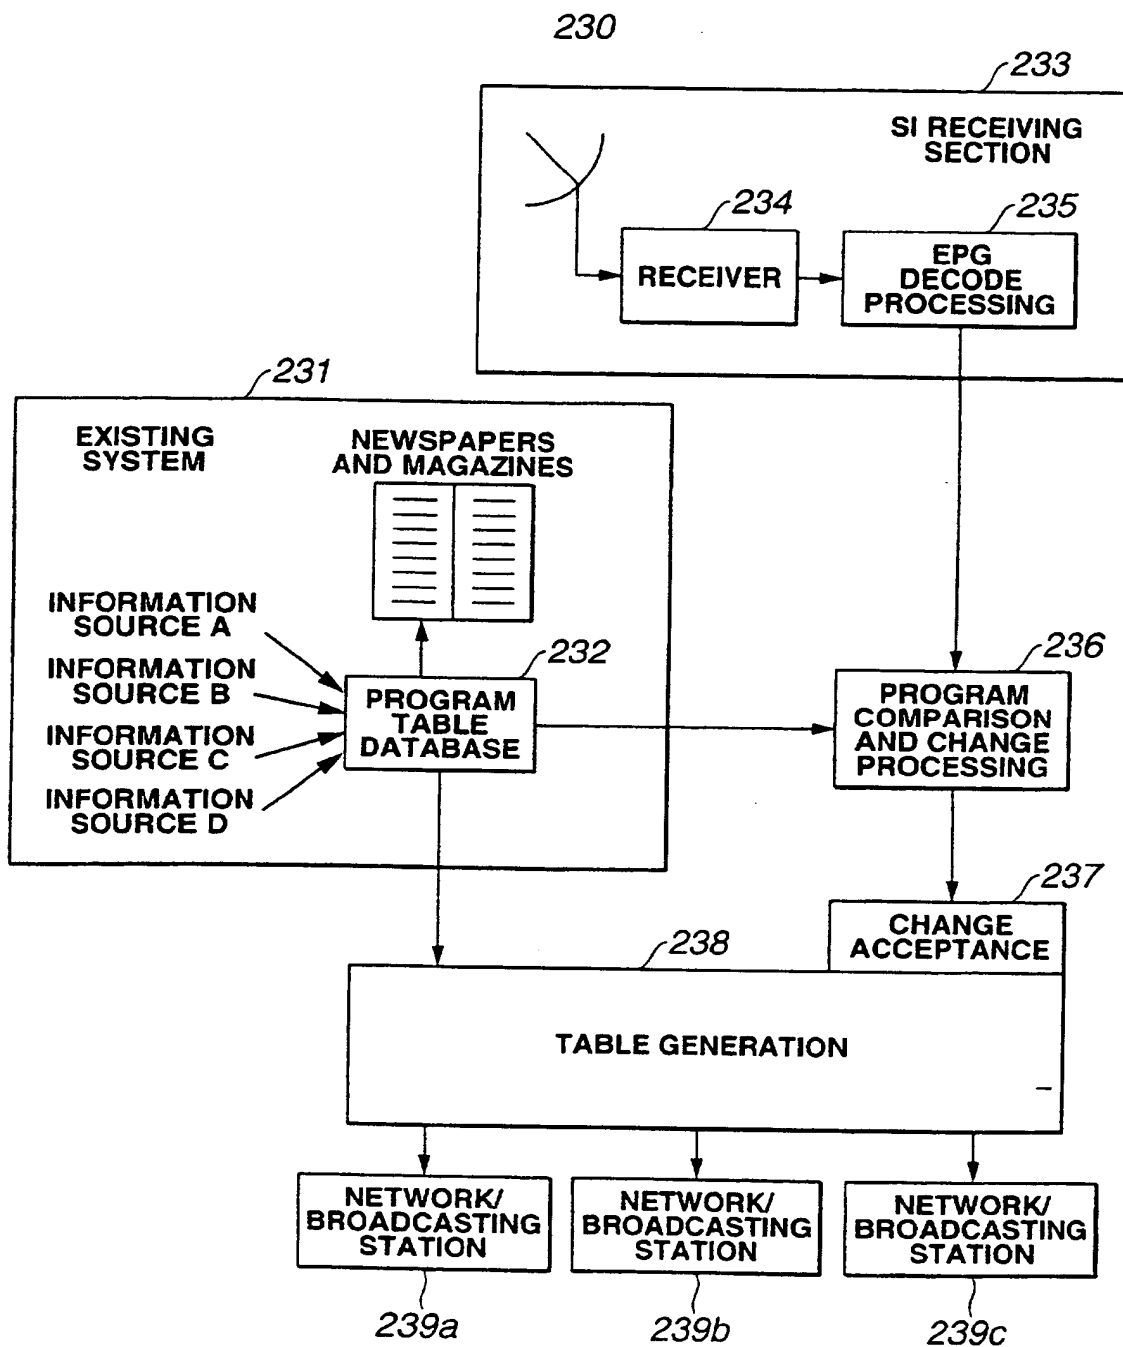 230
233
SI RECEIVING
SECTION
234
RECEIVER
235
EPG
DECODE
PROCESSING
231
EXISTING
SYSTEM
NEWSPAPERS
AND MAGAZINES
INFORMATION
SOURCE A
INFORMATION
SOURCE B
INFORMATION
SOURCE C
INFORMATION
SOURCE D
232
PROGRAM
TABLE
DATABASE
236
PROGRAM
COMPARISON
AND CHANGE
PROCESSING
237
CHANGE
ACCEPTANCE
238
TABLE GENERATION
NETWORK/
BROADCASTING
STATION
239a
NETWORK/
BROADCASTING
STATION
239b
NETWORK/
BROADCASTING
STATION
239c